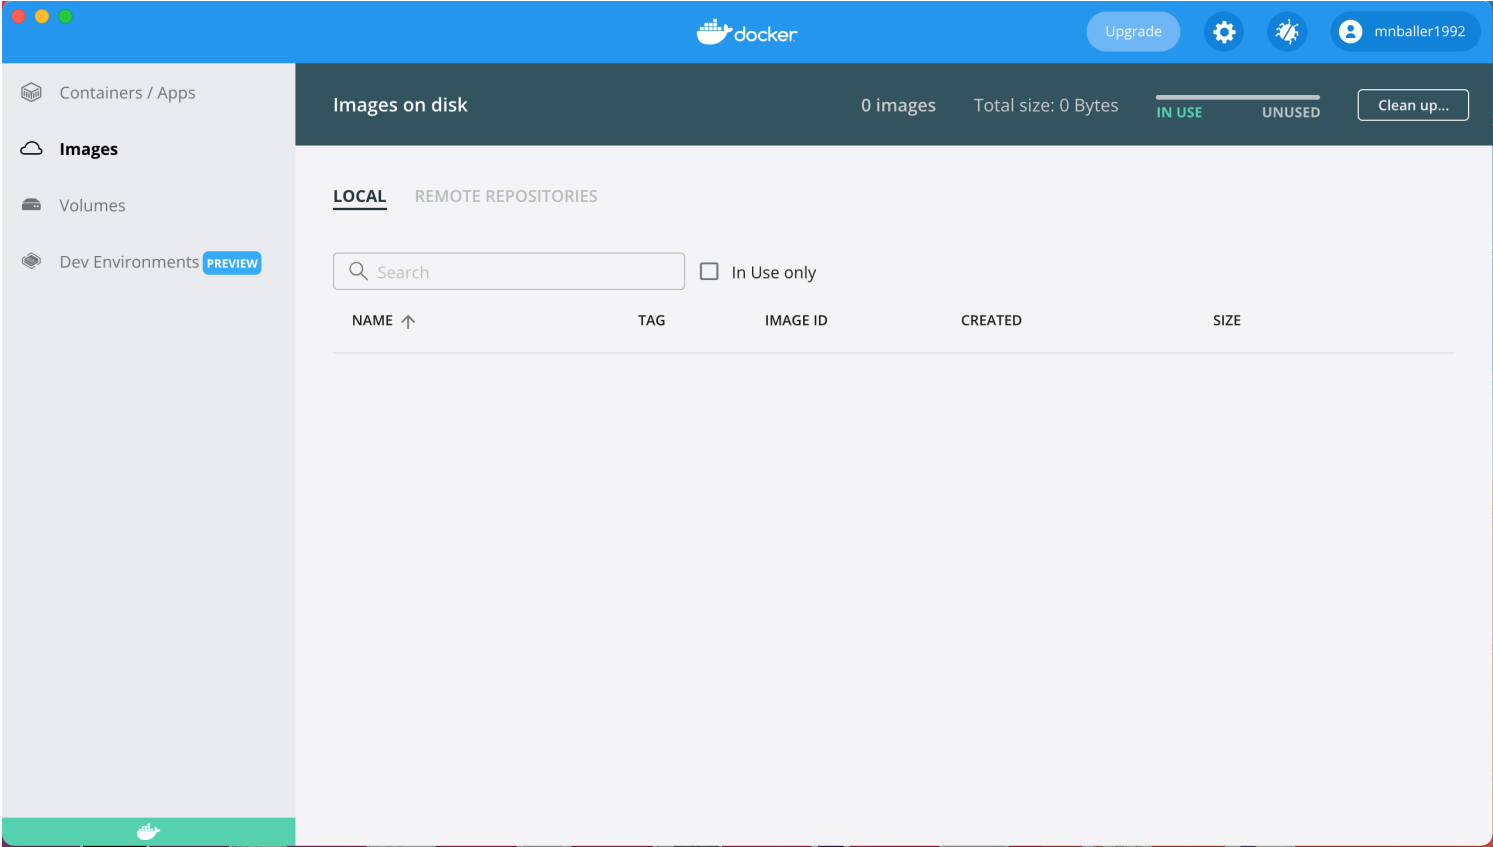 docker
Upgrade
mnballer1992
Containers / Apps
Images
Volumes
Dev Environments PREVIEW
Images on disk
0 images
Total size: 0 Bytes
IN USE
UNUSED
Clean up...
LOCAL
REMOTE REPOSITORIES
Search
In Use only
NAME
TAG
IMAGE ID
CREATED
SIZE